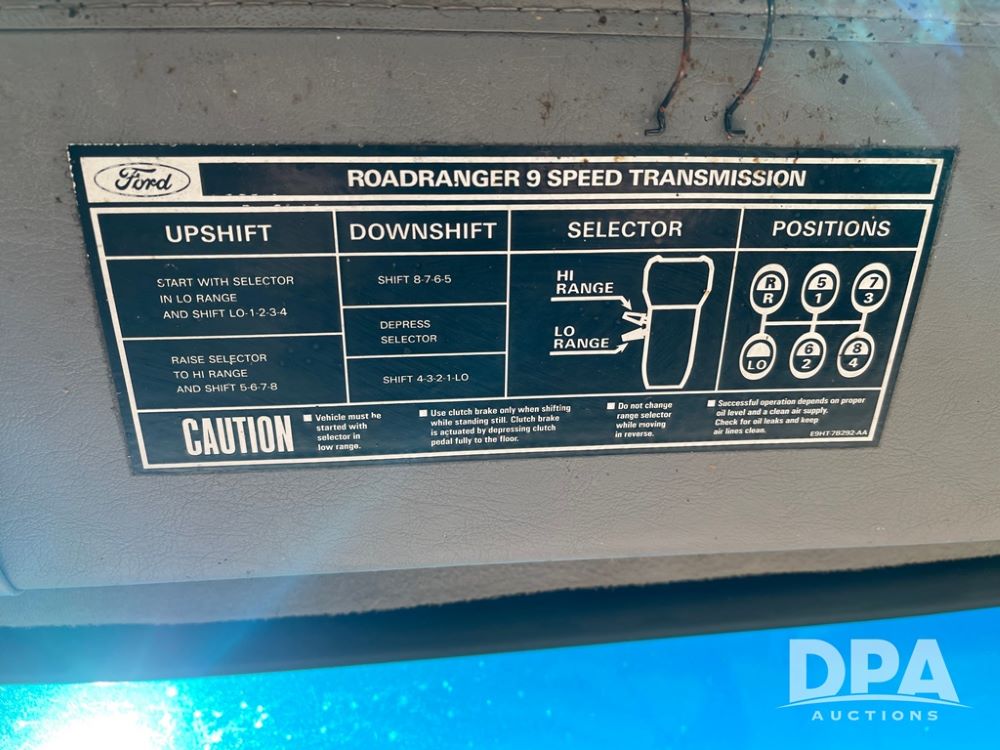 Ford
ROADRANGER 9 SPEED TRANSMISSION
UPSHIFT
START WITH SELECTOR
IN LO RANGE
AND SHIFT LO-1-2-3-4
RAISE SELECTOR
TO HI RANGE
AND SHIFT 5-6-7-8
DOWNSHIFT
SHIFT 8-7-6-5
DEPRESS
SELECTOR
SHIFT 4-3-2-1-LO
SELECTOR
HI
RANGE
LO
RANGE
POSITIONS
R 5 7
R 1 3
6 8
LO 2 4
CAUTION
■ Vehicle must be
started with
selector in
low range.
■ Use clutch brake only when shifting
while standing still. Clutch brake
is actuated by depressing clutch
pedal fully to the floor.
■ Do not change
range selector
while moving
in reverse.
■ Successful operation depends on proper
oil level and a clean air supply.
Check for oil leaks and keep
air lines clean.
E9HT-7B292-AA
DPA
AUCTIONS